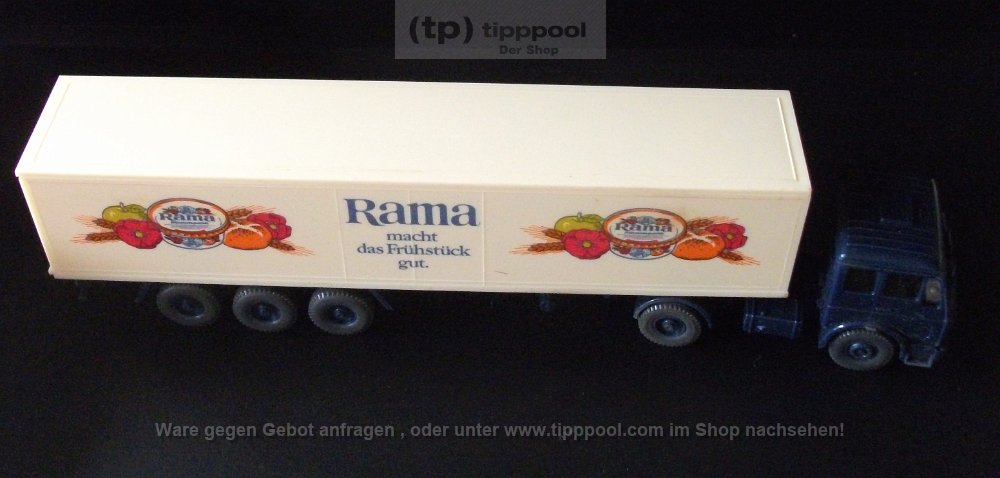 (tp) tipppool
Der Shop
Rama
macht
das Frühstück
gut.
Rama
Rama
Ware gegen Gebot anfragen , oder unter www.tipppool.com im Shop nachsehen!